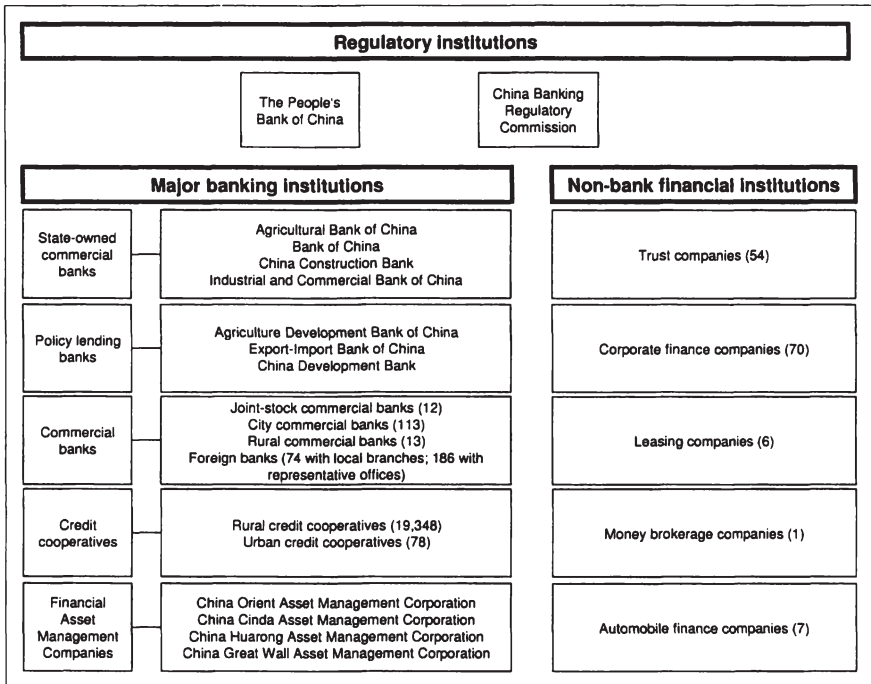 Regulatory institutions
The People's
Bank of China
China Banking
Regulatory
Commission
Major banking institutions
Non-bank financial institutions
State-owned
commercial
banks
Agricultural Bank of China
Bank of China
China Construction Bank
Industrial and Commercial Bank of China
Trust companies (54)
Policy lending
banks
Agriculture Development Bank of China
Export-Import Bank of China
China Development Bank
Corporate finance companies (70)
Commercial
banks
Joint-stock commercial banks (12)
City commercial banks (113)
Rural commercial banks (13)
Foreign banks (74 with local branches; 186 with
representative offices)
Leasing companies (6)
Credit
cooperatives
Rural credit cooperatives (19,348)
Urban credit cooperatives (78)
Money brokerage companies (1)
Financial
Asset
Management
Companies
China Orient Asset Management Corporation
China Cinda Asset Management Corporation
China Huarong Asset Management Corporation
China Great Wall Asset Management Corporation
Automobile finance companies (7)